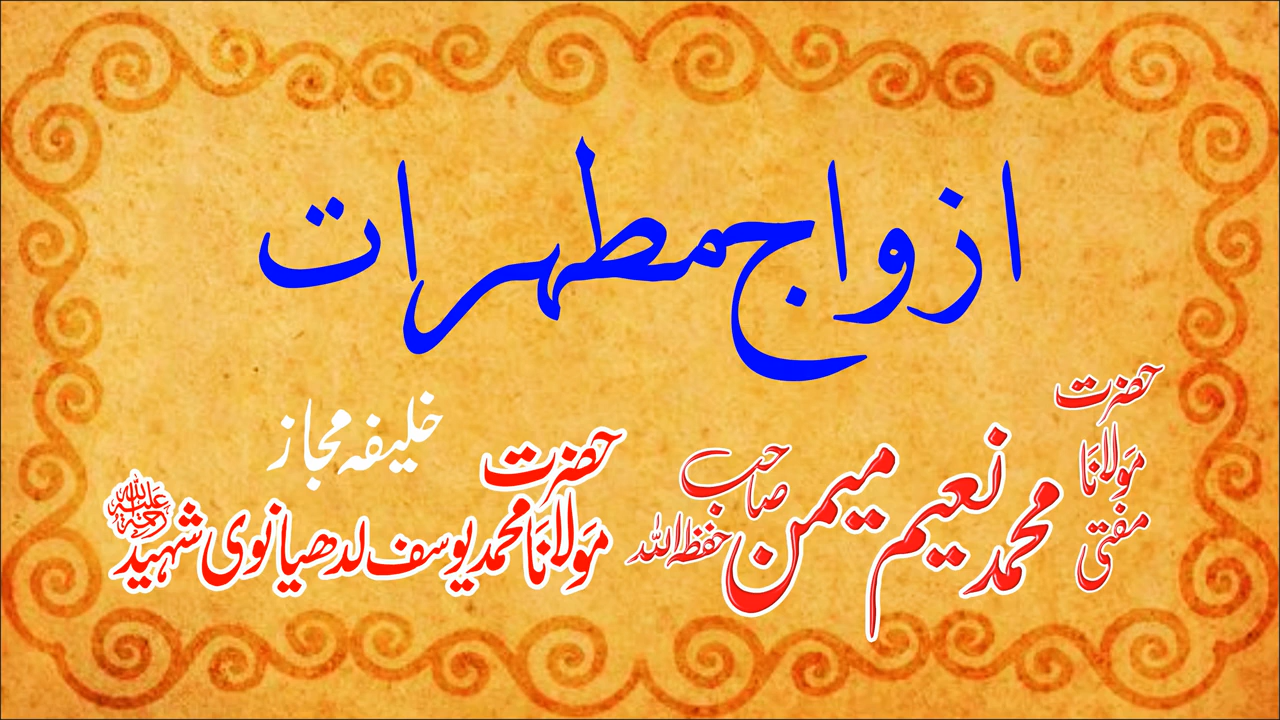 ازواج مطہرات
حضرت مولانا مفتی
محمد نعیم میمن صاحب حفظہ اللہ
خلیفہ مجاز
حضرت مولانا محمد یوسف لدھیانوی شہید رحمۃ اللہ علیہ